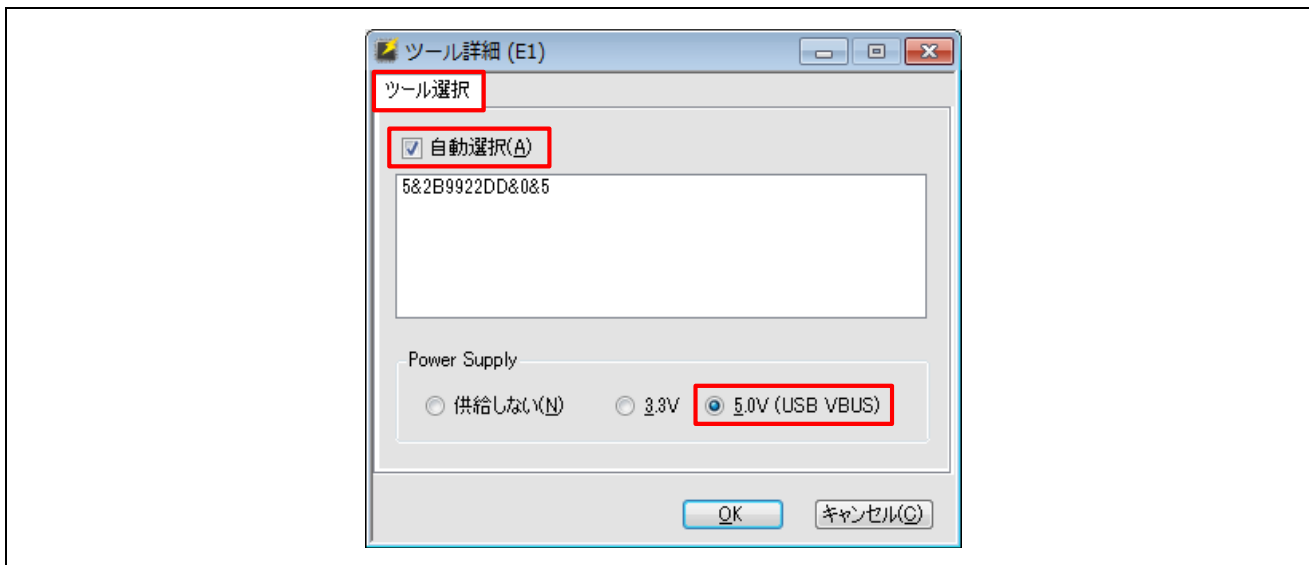 ツール詳細 (E1)
ツール選択
自動選択(A)
5&2B9922DD&0&5
Power Supply
供給しない(N) 3.3V 5.0V (USB VBUS)
OK キャンセル(C)